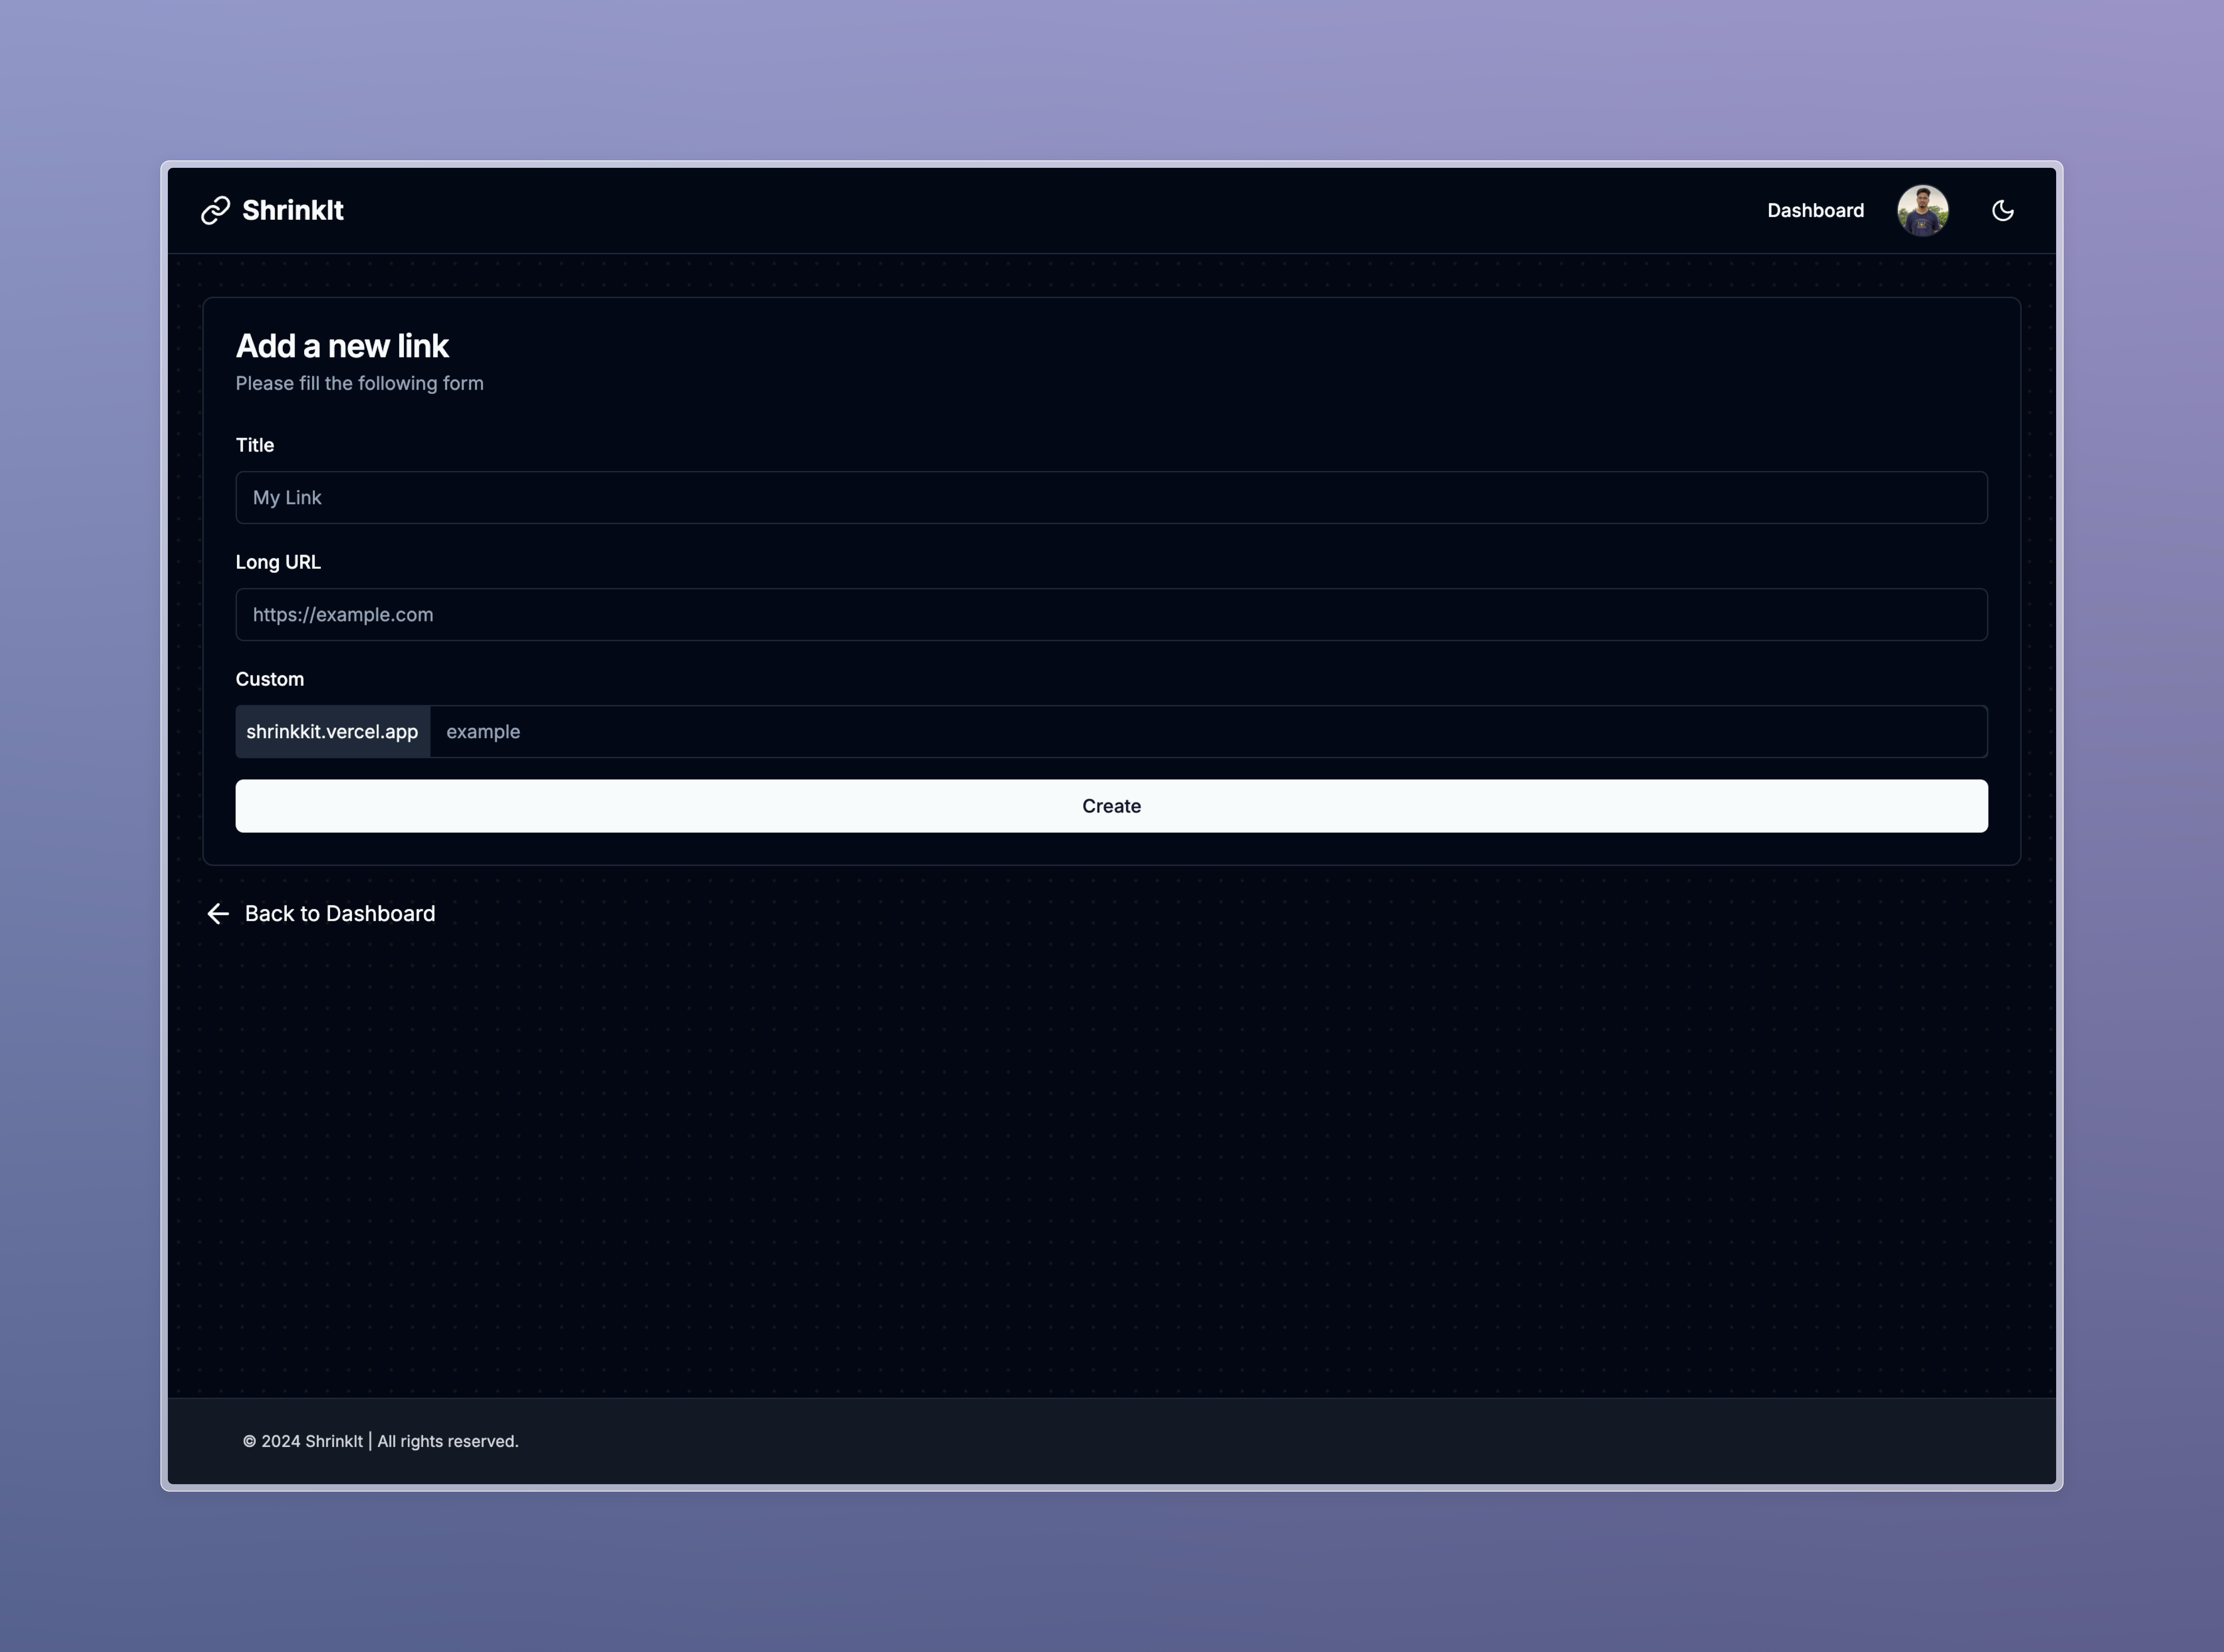 ShrinkIt
Dashboard
Add a new link
Please fill the following form
Title
My Link
Long URL
https://example.com
Custom
shrinkkit.vercel.app example
Create
Back to Dashboard
© 2024 ShrinkIt | All rights reserved.